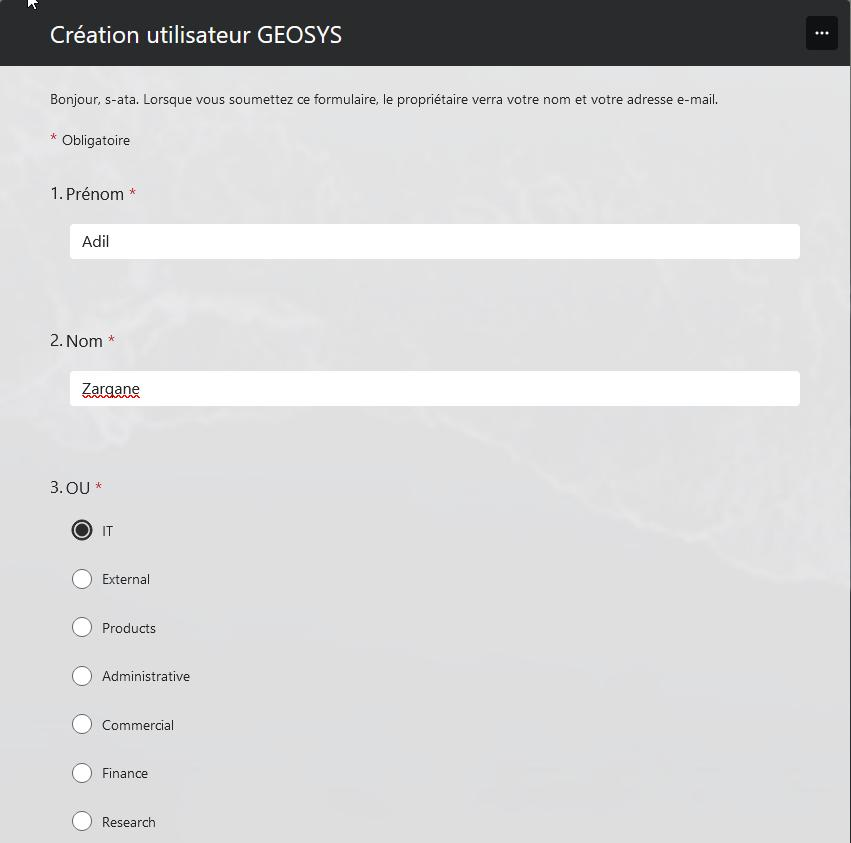 Création utilisateur GEOSYS
Bonjour, s-ata. Lorsque vous soumettez ce formulaire, le propriétaire verra votre nom et votre adresse e-mail.
* Obligatoire
1. Prénom *
Adil
2. Nom *
Zargane
3. OU *
IT
External
Products
Administrative
Commercial
Finance
Research